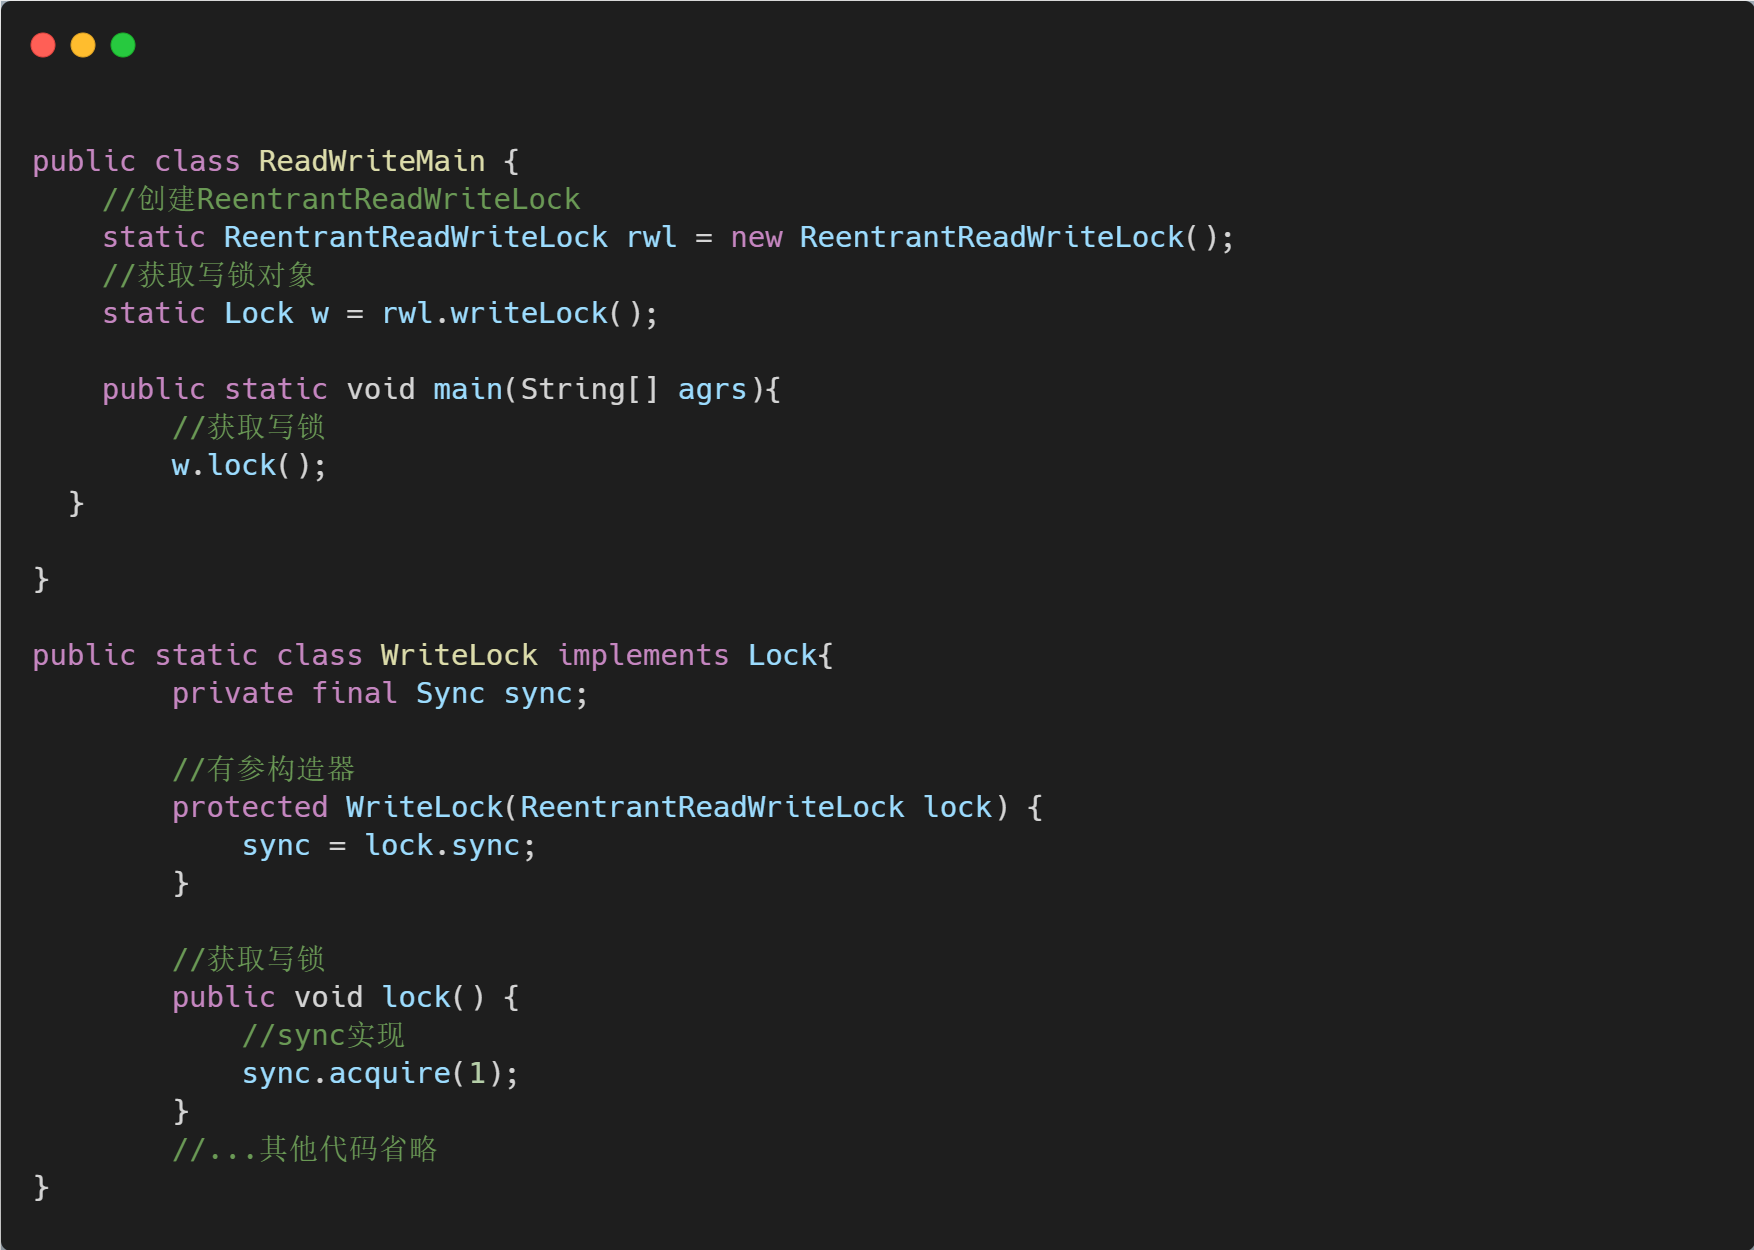 public class ReadWriteMain {
//创建ReentrantReadWriteLock
static ReentrantReadWriteLock rwl = new ReentrantReadWriteLock();
//获取写锁对象
static Lock w = rwl.writeLock();
public static void main(String[] agrs){
//获取写锁
w.lock();
}
}
public static class WriteLock implements Lock{
private final Sync sync;
//有参构造器
protected WriteLock(ReentrantReadWriteLock lock) {
sync = lock.sync;
}
//获取写锁
public void lock() {
//sync实现
sync.acquire(1);
}
//...其他代码省略
}